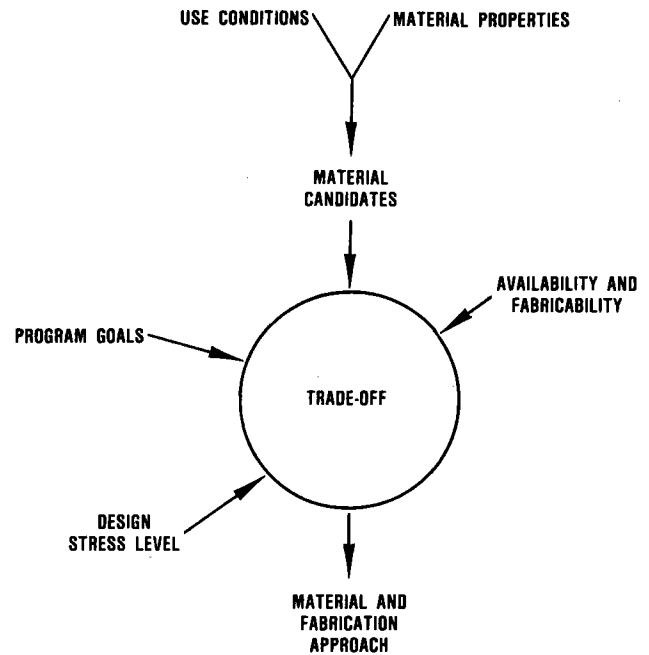 USE CONDITIONS
MATERIAL PROPERTIES
MATERIAL
CANDIDATES
AVAILABILITY AND
FABRICABILITY
PROGRAM GOALS
TRADE-OFF
DESIGN
STRESS LEVEL
MATERIAL AND
FABRICATION
APPROACH